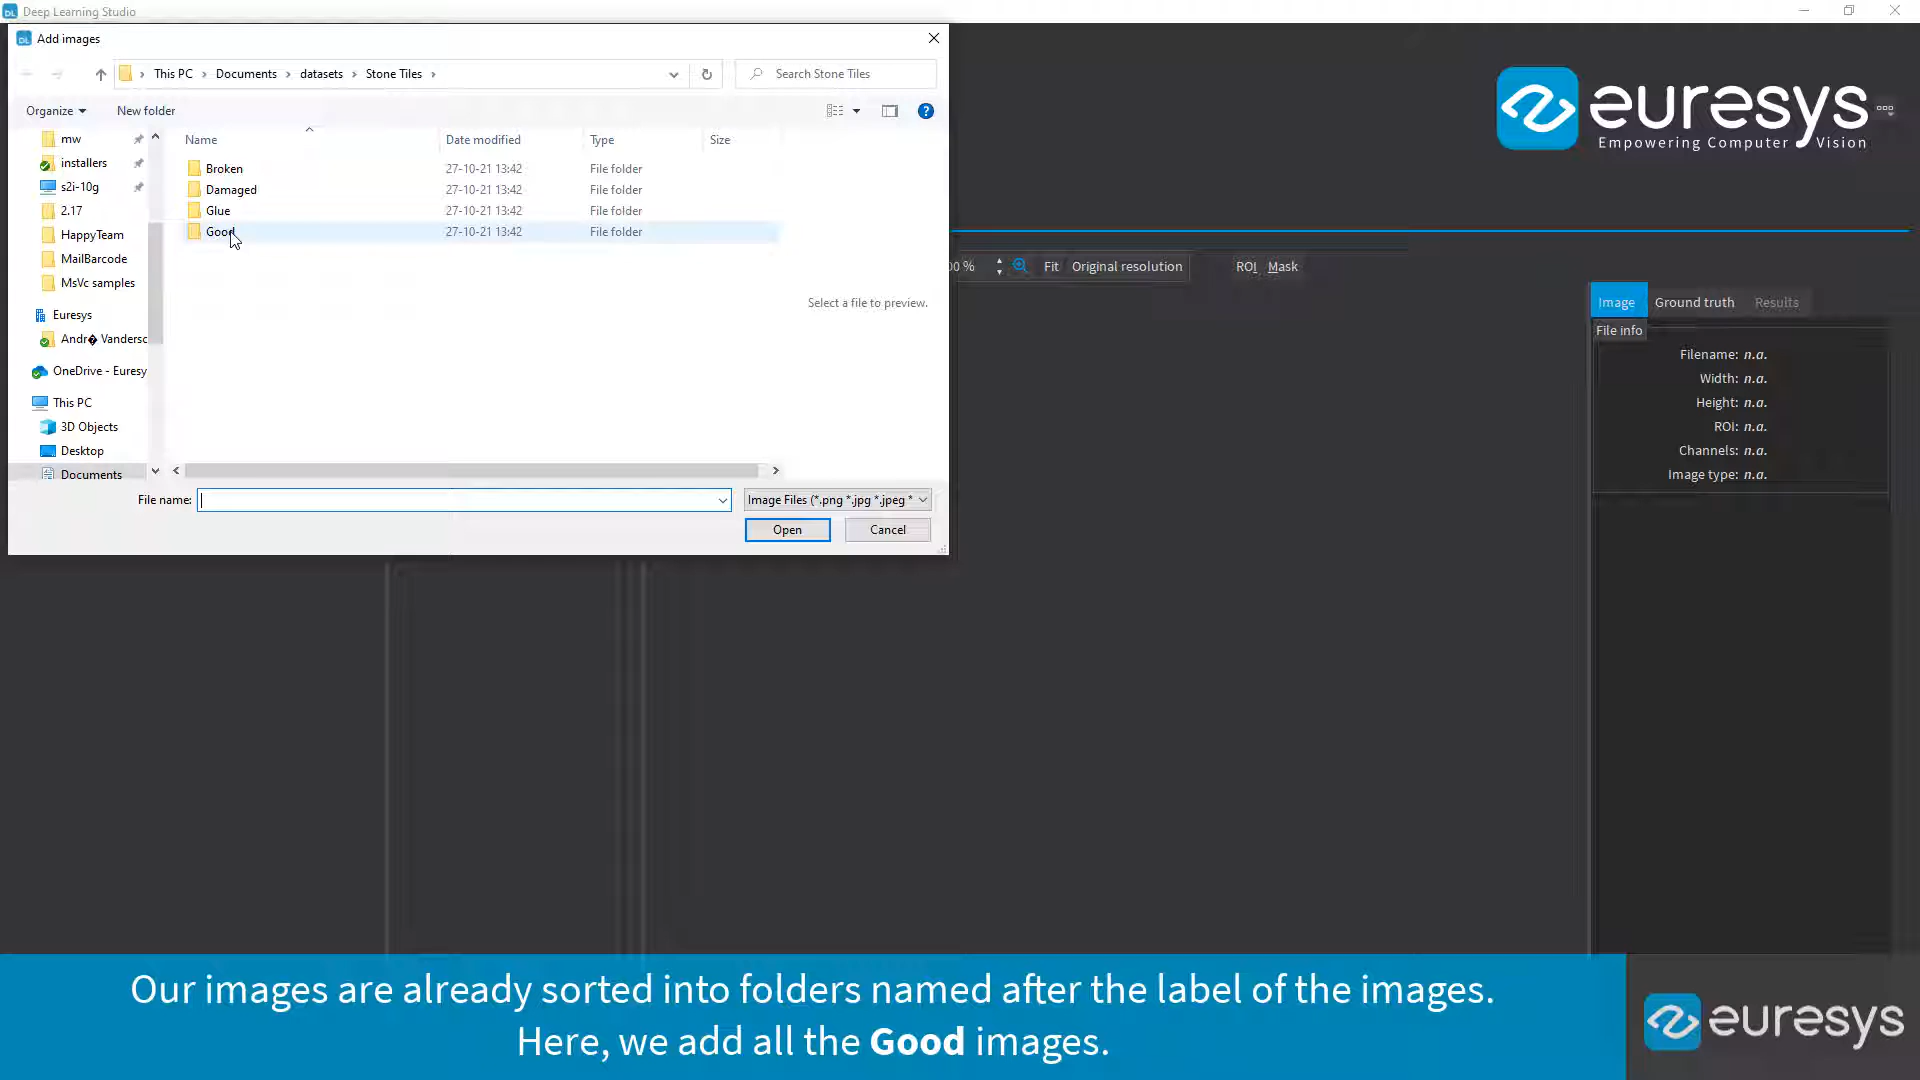 Deep Learning Studio
Add images
This PC > Documents > datasets > Stone Tiles >
Search Stone Tiles
Organize
New folder
mw
installers
s2i-10g
2.17
HappyTeam
MailBarcode
MsVc samples
Euresys
Andr� Vandersc
OneDrive - Euresy
This PC
3D Objects
Desktop
Documents
Name Date modified Type Size
Broken 27-10-21 13:42 File folder
Damaged 27-10-21 13:42 File folder
Glue 27-10-21 13:42 File folder
Good 27-10-21 13:42 File folder
Select a file to preview.
File name:
Image Files (*.png *.jpg *.jpeg *
Open
Cancel
euresys
Empowering Computer Vision
00 %
Fit
Original resolution
ROI
Mask
Image
Ground truth
Results
File info
Filename: n.a.
Width: n.a.
Height: n.a.
ROI: n.a.
Channels: n.a.
Image type: n.a.
Our images are already sorted into folders named after the label of the images.
Here, we add all the Good images.
euresys